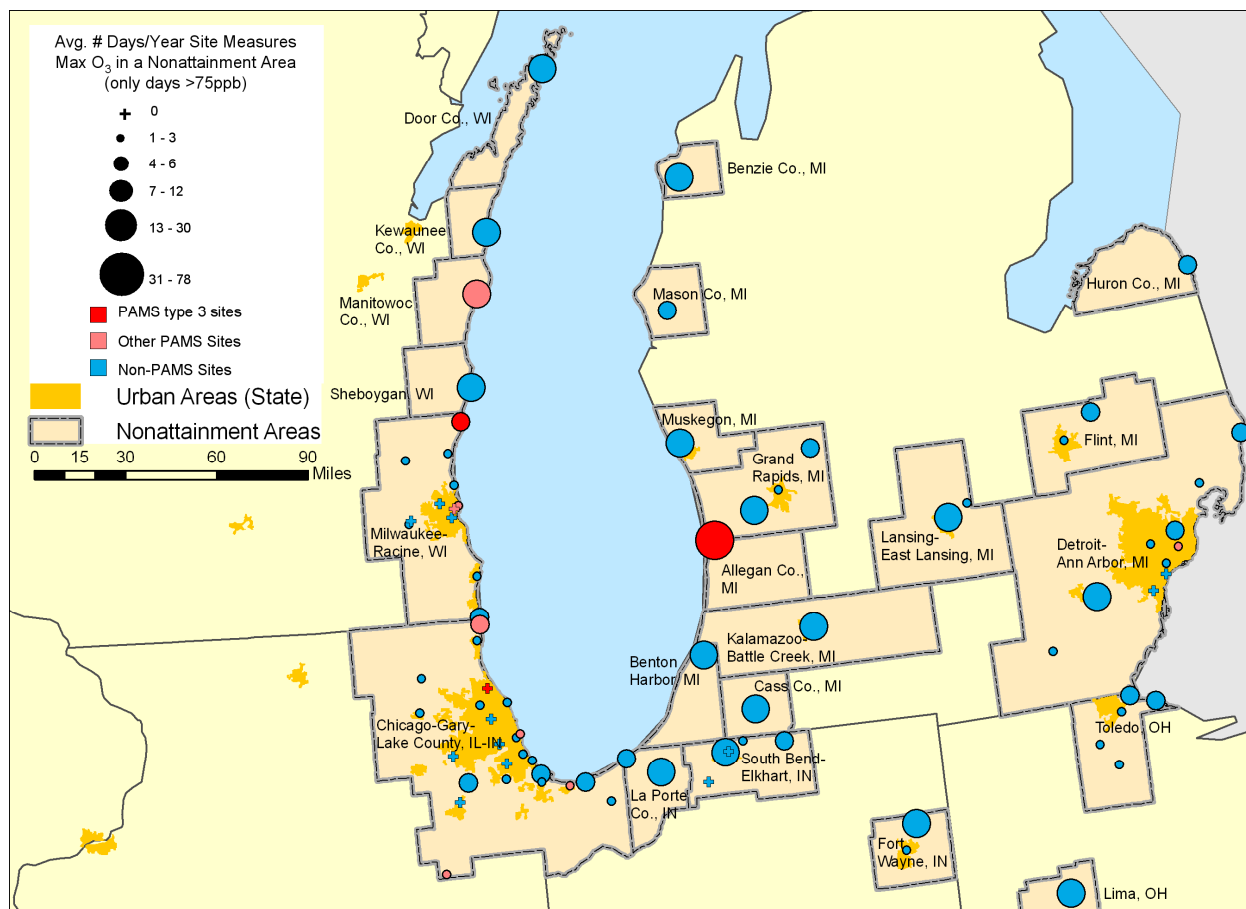 Avg. # Days/Year Site Measures
Max O3 in a Nonattainment Area
(only days >75ppb)
0
1 - 3
4 - 6
7 - 12
13 - 30
31 - 78
PAMS type 3 sites
Other PAMS Sites
Non-PAMS Sites
Urban Areas (State)
Nonattainment Areas
0 15 30 60 90
Miles
Door Co., WI
Kewaunee
Co., WI
Manitowoc
Co., WI
Sheboygan, WI
Milwaukee-
Racine, WI
Chicago-Gary-
Lake County, IL-IN
Benzie Co., MI
Mason Co, MI
Muskegon, MI
Grand
Rapids, MI
Allegan Co.,
MI
Kalamazoo-
Battle Creek, MI
Benton
Harbor, MI
Cass Co., MI
South Bend-
Elkhart, IN
La Porte
Co., IN
Huron Co., MI
Flint, MI
Lansing-
East Lansing, MI
Detroit-
Ann Arbor, MI
Toledo, OH
Fort
Wayne, IN
Lima, OH